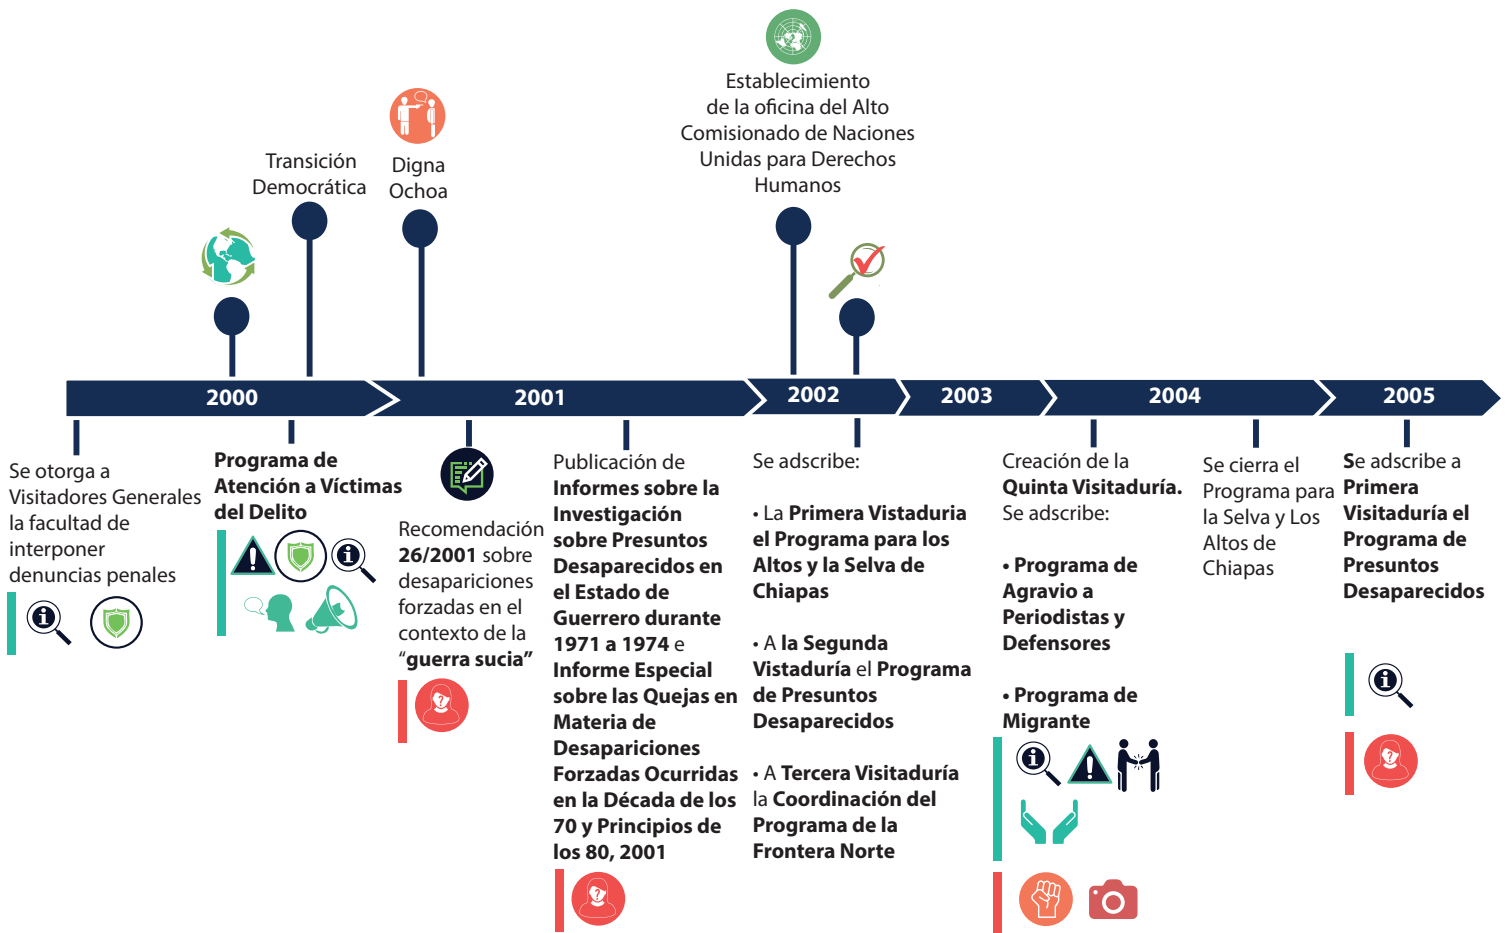 Establecimiento
de la oficina del Alto
Comisionado de Naciones
Unidas para Derechos
Humanos
Transición
Democrática
Digna
Ochoa
2000
2001
2002
2003
2004
2005
Se otorga a
Visitadores Generales
la facultad de
interponer
denuncias penales
Programa de
Atención a Víctimas
del Delito
Recomendación
26/2001 sobre
desapariciones
forzadas en el
contexto de la
“guerra sucia”
Publicación de
Informes sobre la
Investigación
sobre Presuntos
Desaparecidos en
el Estado de
Guerrero durante
1971 a 1974 e
Informe Especial
sobre las Quejas en
Materia de
Desapariciones
Forzadas Ocurridas
en la Década de los
70 y Principios de
los 80, 2001
Se adscribe:
• La Primera Vistaduria
el Programa para los
Altos y la Selva de
Chiapas
• A la Segunda
Vistaduría el Programa
de Presuntos
Desaparecidos
• A Tercera Visitaduría
la Coordinación del
Programa de la
Frontera Norte
Creación de la
Quinta Visitaduría.
Se adscribe:
• Programa de
Agravio a
Periodistas y
Defensores
• Programa de
Migrante
Se cierra el
Programa para
la Selva y Los
Altos de
Chiapas
Se adscribe a
Primera
Visitaduría el
Programa de
Presuntos
Desaparecidos